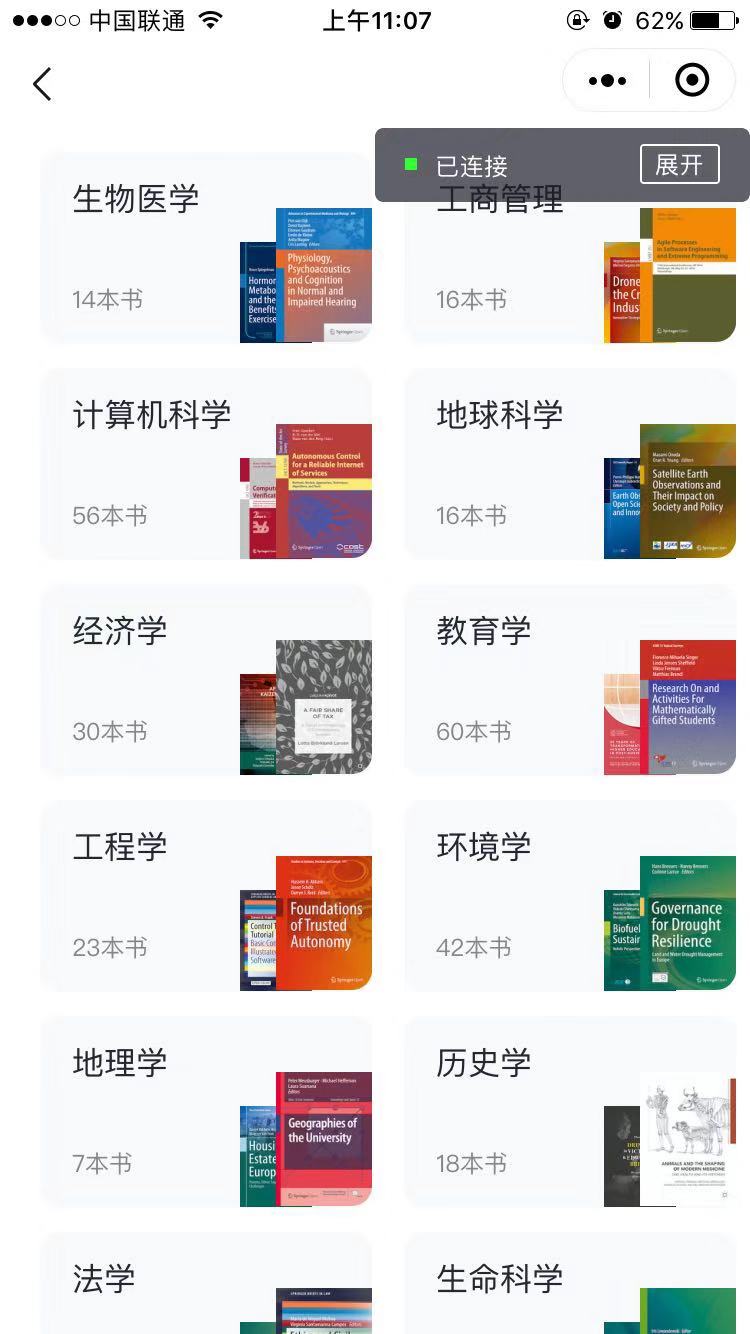 中国联通
上午11:07
62%
已连接
展开
生物医学
14本书
Physiology,
Psychoacoustics
and Cognition
in Normal and
Impaired Hearing
工商管理
16本书
Agile Processes
in Software Engineering
and Extreme Programming
计算机科学
56本书
Autonomous Control
for a Reliable Internet
of Services
地球科学
16本书
Satellite Earth
Observations and
Their Impact on
Society and Policy
经济学
30本书
A FAIR SHARE
OF TAX
教育学
60本书
Research On and
Activities For
Mathematically
Gifted Students
工程学
23本书
Foundations
of Trusted
Autonomy
环境学
42本书
Governance
for Drought
Resilience
Land and Water Drought Management
in Europe
地理学
7本书
Geographies of
the University
历史学
18本书
ANIMALS AND THE SHAPING
OF MODERN MEDICINE
法学
生命科学